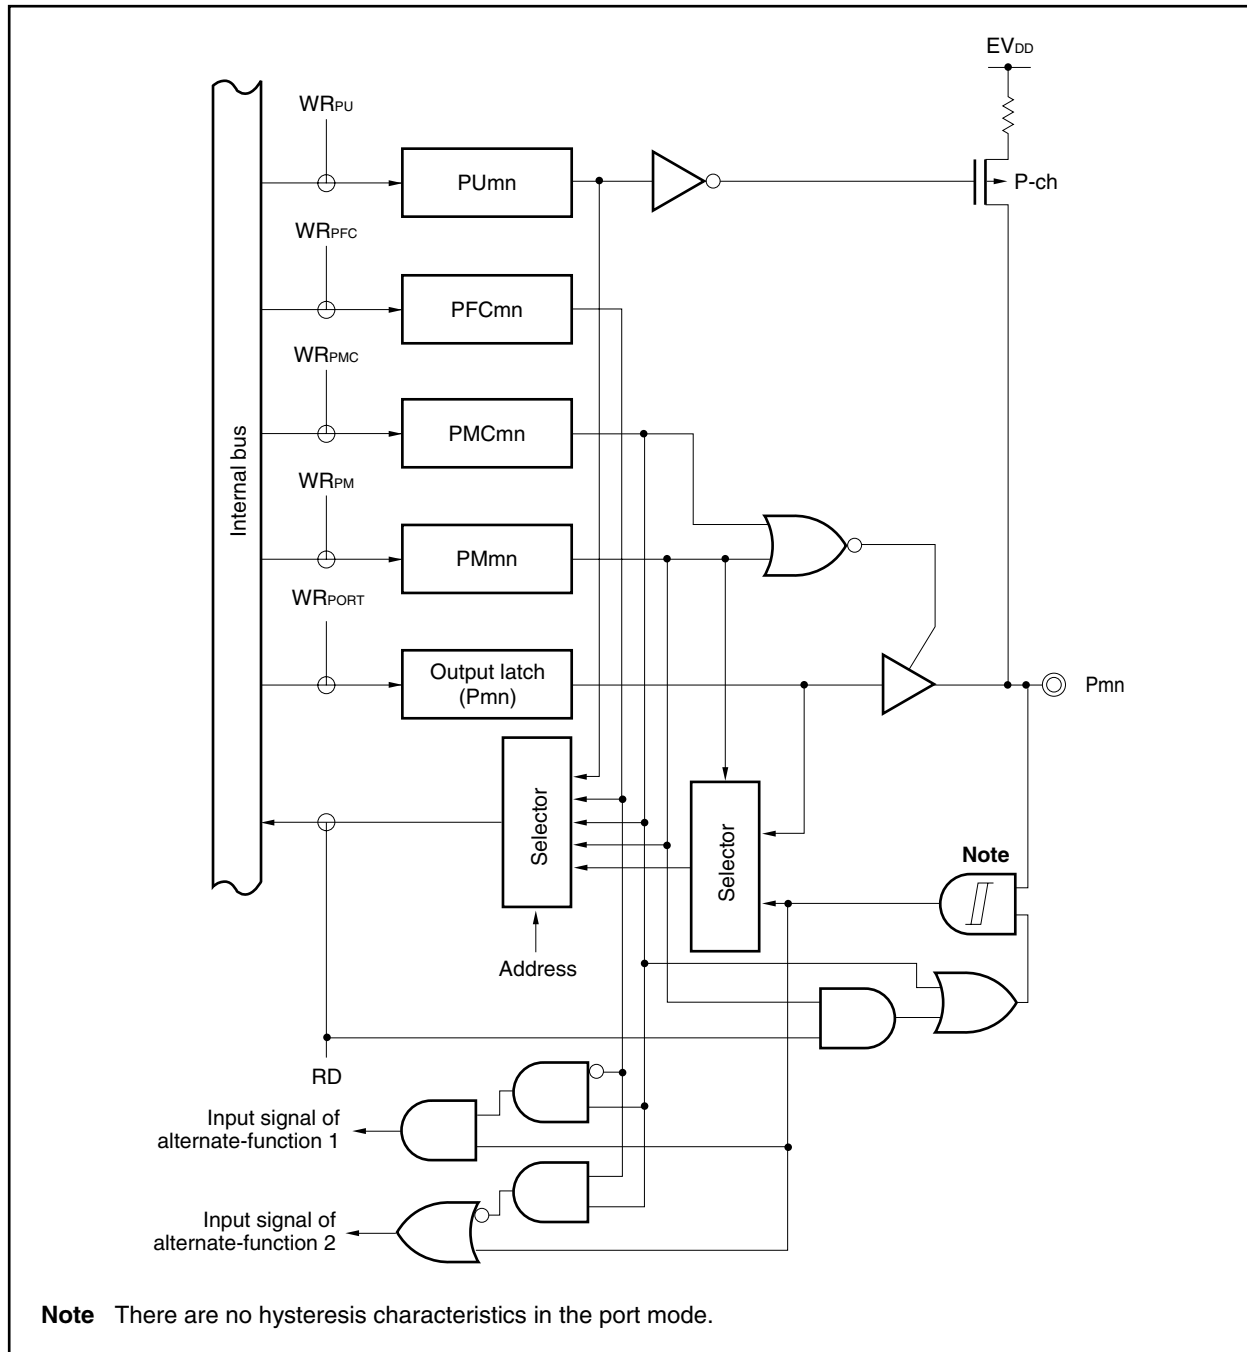 EVDD
WRPU
PUmn
P-ch
WRPFC
PFCmn
WRPMC
PMCmn
Internal bus
WRPM
PMmn
WRPORT
Output latch
(Pmn)
Pmn
Selector
Selector
Note
Address
RD
Input signal of
alternate-function 1
Input signal of
alternate-function 2
Note There are no hysteresis characteristics in the port mode.